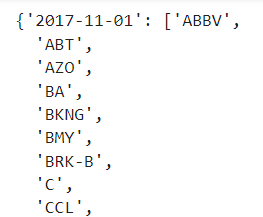 {'2017-11-01': ['ABBV',
'ABT',
'AZO',
'BA',
'BKNG',
'BMY',
'BRK-B',
'C',
'CCL',